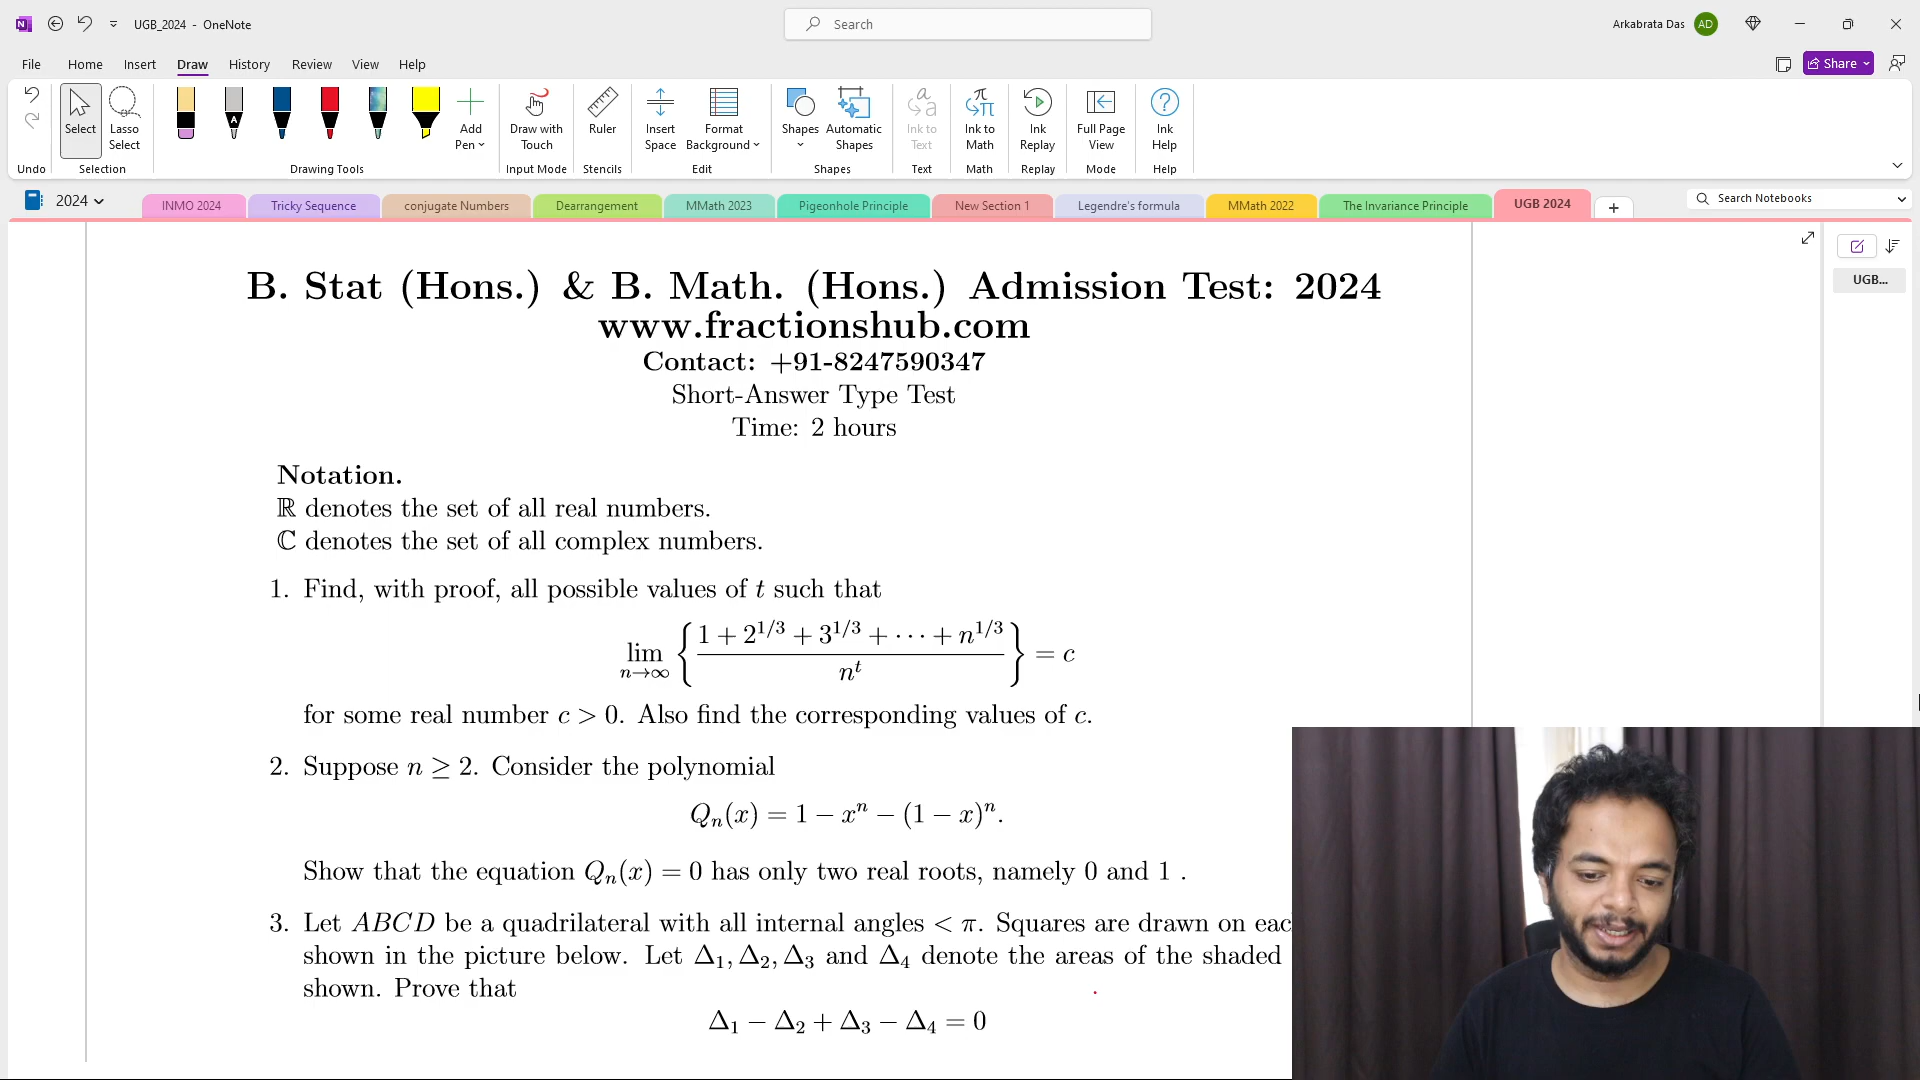 UGB_2024 - OneNote
Search
Arkabrata Das
AD
File Home Insert Draw History Review View Help
Share
Select
Lasso Select
A
Add Pen
Draw with Touch
Ruler
Insert Space
Format Background
Shapes
Automatic Shapes
Ink to Text
Ink to Math
Ink Replay
Full Page View
Ink Help
Undo Selection Drawing Tools Input Mode Stencils Edit Shapes Text Math Replay Mode Help
2024
INMO 2024 Tricky Sequence conjugate Numbers Dearrangement MMath 2023 Pigeonhole Principle New Section 1 Legendre's formula MMath 2022 The Invariance Principle UGB 2024 +
Search Notebooks
UGB...
B. Stat (Hons.) & B. Math. (Hons.) Admission Test: 2024
www.fractionshub.com
Contact: +91-8247590347
Short-Answer Type Test
Time: 2 hours
Notation.
ℝ denotes the set of all real numbers.
ℂ denotes the set of all complex numbers.
1. Find, with proof, all possible values of t such that
lim_{n→∞} { (1 + 2^{1/3} + 3^{1/3} + ⋯ + n^{1/3}) / n^t } = c
for some real number c > 0. Also find the corresponding values of c.
2. Suppose n ≥ 2. Consider the polynomial
Q_n(x) = 1 − x^n − (1 − x)^n.
Show that the equation Q_n(x) = 0 has only two real roots, namely 0 and 1 .
3. Let ABCD be a quadrilateral with all internal angles < π. Squares are drawn on eac
shown in the picture below. Let Δ₁, Δ₂, Δ₃ and Δ₄ denote the areas of the shaded
shown. Prove that
Δ₁ − Δ₂ + Δ₃ − Δ₄ = 0